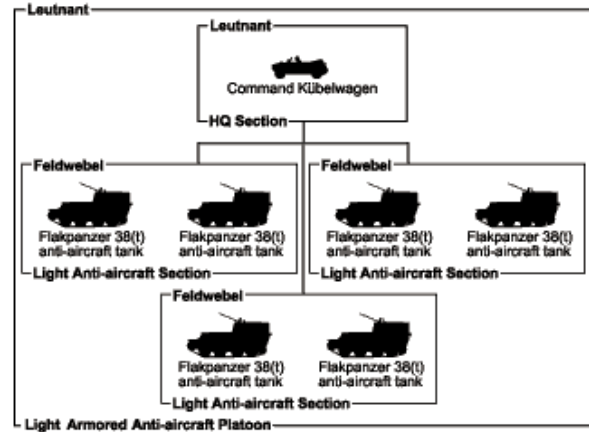 Leutnant
Leutnant
Command Kübelwagen
HQ Section
Feldwebel
Flakpanzer 38(t)
anti-aircraft tank
Flakpanzer 38(t)
anti-aircraft tank
Light Anti-aircraft Section
Feldwebel
Flakpanzer 38(t)
anti-aircraft tank
Flakpanzer 38(t)
anti-aircraft tank
Light Anti-aircraft Section
Feldwebel
Flakpanzer 38(t)
anti-aircraft tank
Flakpanzer 38(t)
anti-aircraft tank
Light Anti-aircraft Section
Light Armored Anti-aircraft Platoon